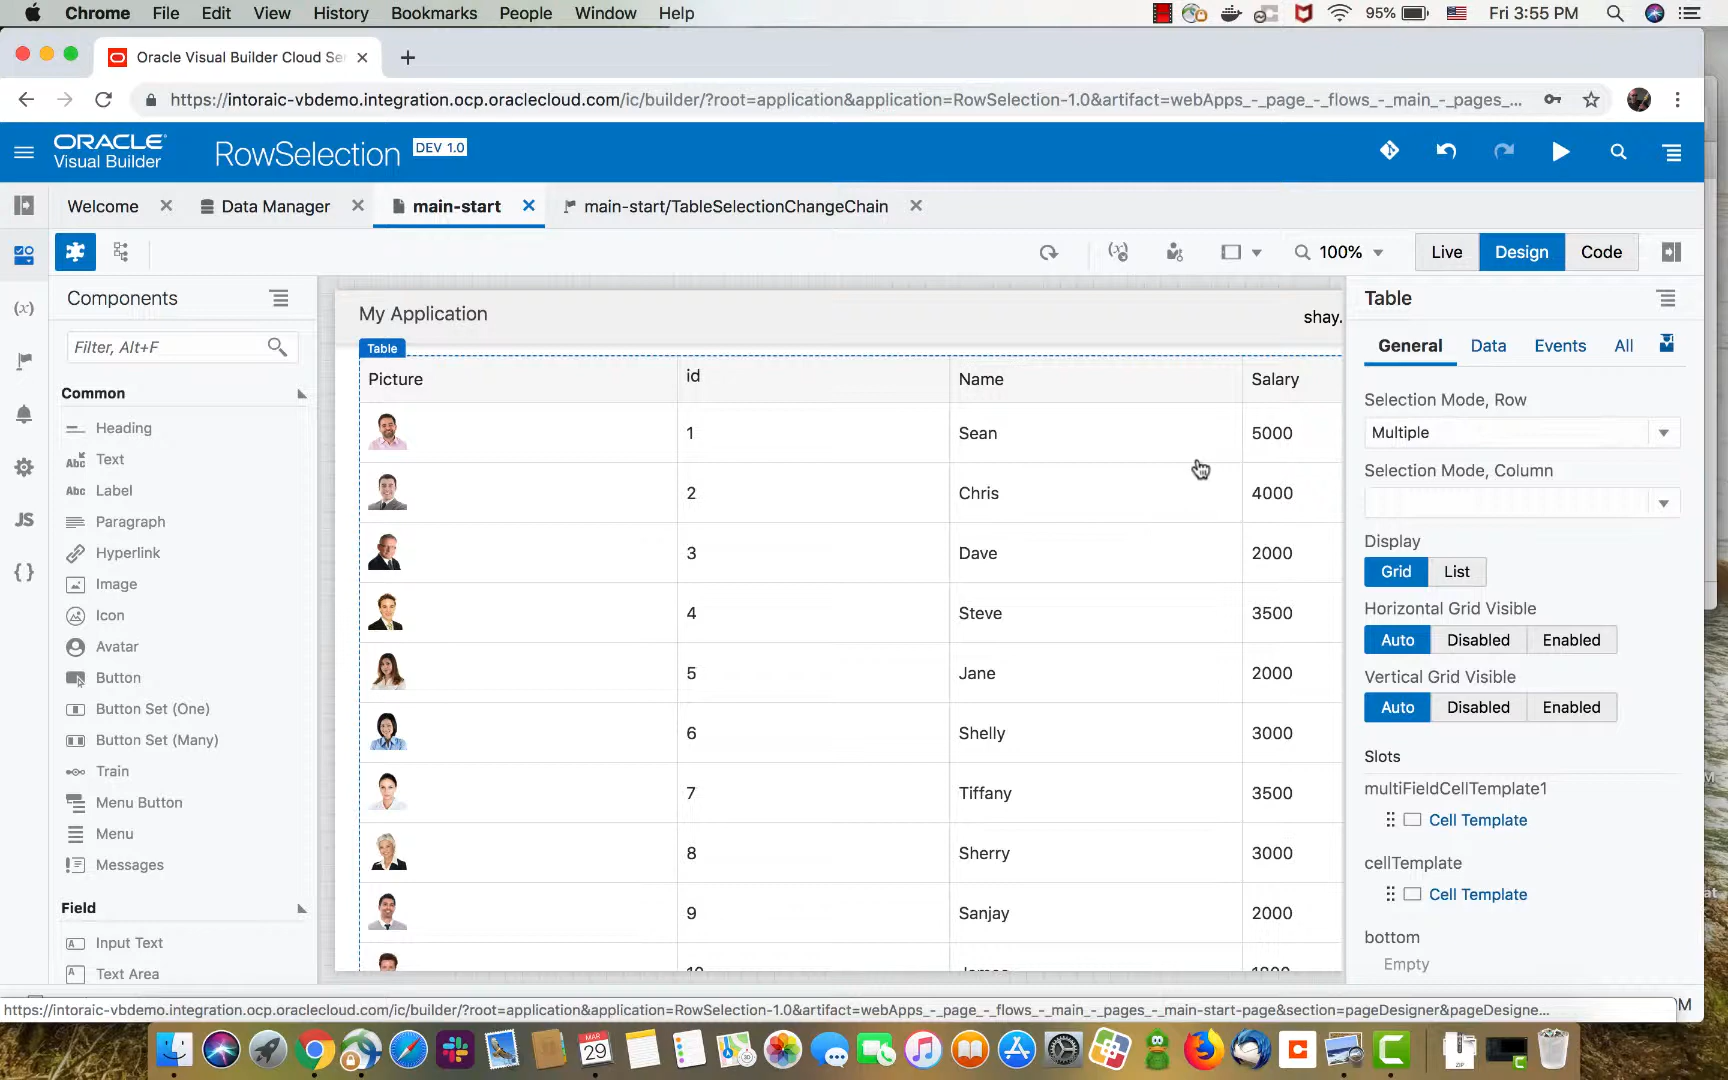 Chrome File Edit View History Bookmarks People Window Help 95% Fri 3:55 PM
Oracle Visual Builder Cloud Ser
https://intoraic-vbdemo.integration.ocp.oraclecloud.com/ic/builder/?root=application&application=RowSelection-1.0&artifact=webApps_-_page_-_flows_-_main_-_pages_...
ORACLE
Visual Builder
RowSelection DEV 1.0
Welcome Data Manager main-start main-start/TableSelectionChangeChain
100% Live Design Code
Components
Filter, Alt+F
Common
Heading
Abc Text
Abc Label
Paragraph
Hyperlink
Image
Icon
Avatar
Button
Button Set (One)
Button Set (Many)
Train
Menu Button
Menu
Messages
Field
Input Text
Text Area
(x)
JS
{ }
My Application shay.
Table
Picture id Name Salary
1 Sean 5000
2 Chris 4000
3 Dave 2000
4 Steve 3500
5 Jane 2000
6 Shelly 3000
7 Tiffany 3500
8 Sherry 3000
9 Sanjay 2000
10 James 1800
Table
General Data Events All
Selection Mode, Row
Multiple
Selection Mode, Column
Display
Grid List
Horizontal Grid Visible
Auto Disabled Enabled
Vertical Grid Visible
Auto Disabled Enabled
Slots
multiFieldCellTemplate1
Cell Template
cellTemplate
Cell Template
bottom
Empty
https://intoraic-vbdemo.integration.ocp.oraclecloud.com/ic/builder/?root=application&application=RowSelection-1.0&artifact=webApps_-_page_-_flows_-_main_-_pages_-_main-start-page&section=pageDesigner&pageDesigne...
MAR
29
ZIP